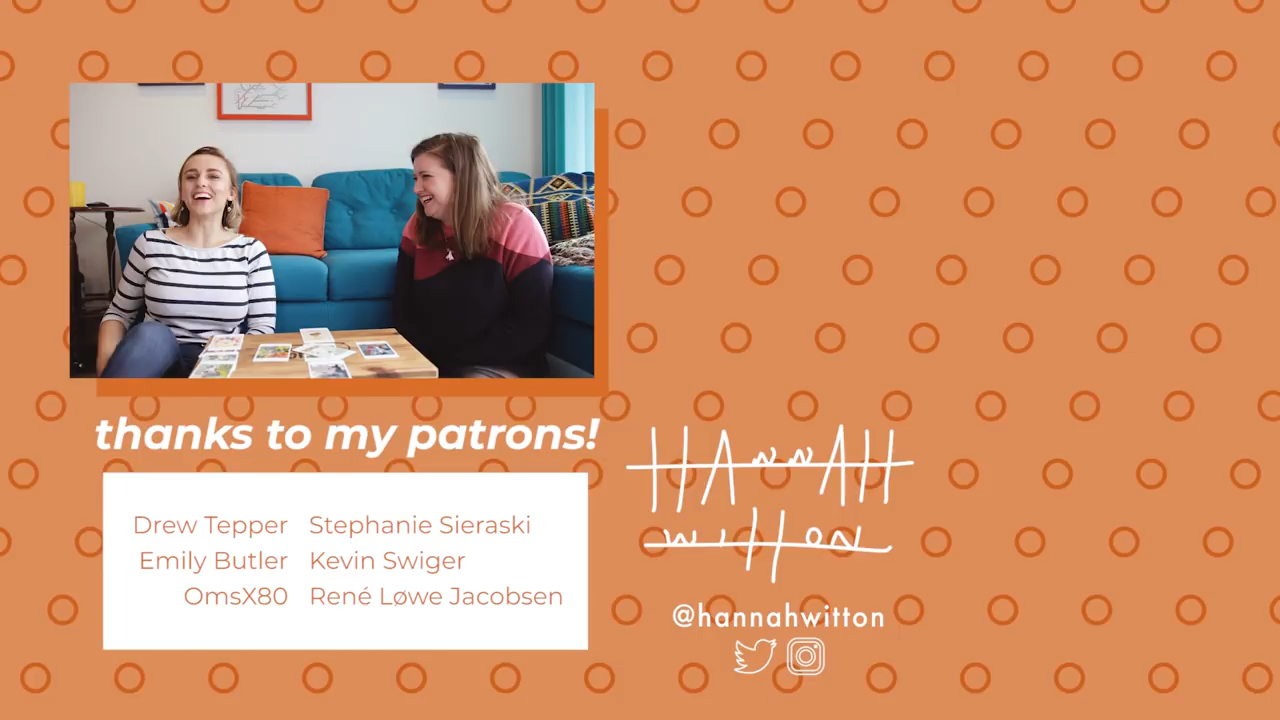 thanks to my patrons!
Drew Tepper Stephanie Sieraski
Emily Butler Kevin Swiger
OmsX80 René Løwe Jacobsen
HAnnAH
wittoN
@hannahwitton